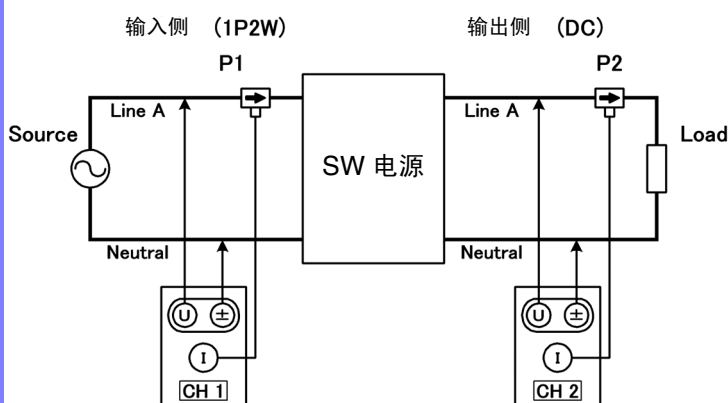 输入侧 (1P2W)
输出侧 (DC)
P1
P2
Line A
Line A
Source
Load
SW 电源
Neutral
Neutral
U ±
U ±
I
I
CH 1
CH 2